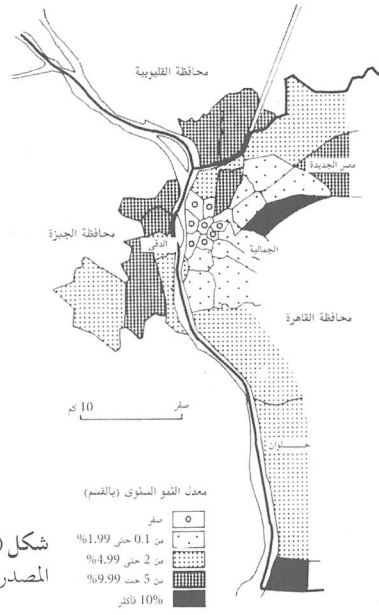 محافظة القليوبية
مصر الجديدة
محافظة الجيزة
الدقي
الجمالية
محافظة القاهرة
صفر 10 كم
حلوان
معدل النمو السنوى (بالقسم)
صفر
من 0.1 حتى 1.99%
من 2 حتى 4.99%
من 5 حت 9.99%
10% فأكثر
شكل (
المصدر